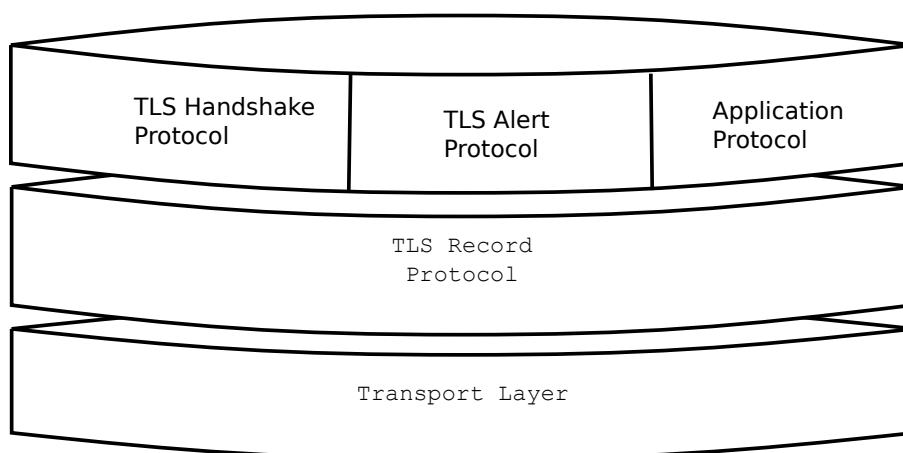 TLS Handshake
Protocol
TLS Alert
Protocol
Application
Protocol
TLS Record
Protocol
Transport Layer